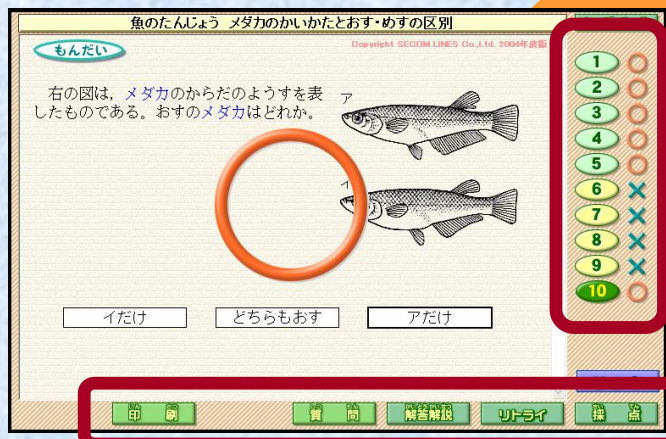 魚のたんじょう メダカのかいかたとおす・めすの区別
もんだい
Copyright SECOM LINES Co.,Ltd. 2004年度版
右の図は，メダカのからだのようすを表
したものである。おすのメダカはどれか。
ア
イ
イだけ
どちらもおす
アだけ
1 ○
2 ○
3 ○
4 ○
5 ○
6 ×
7 ×
8 ×
9 ×
10 ○
印刷
質問
解答解説
リトライ
採点